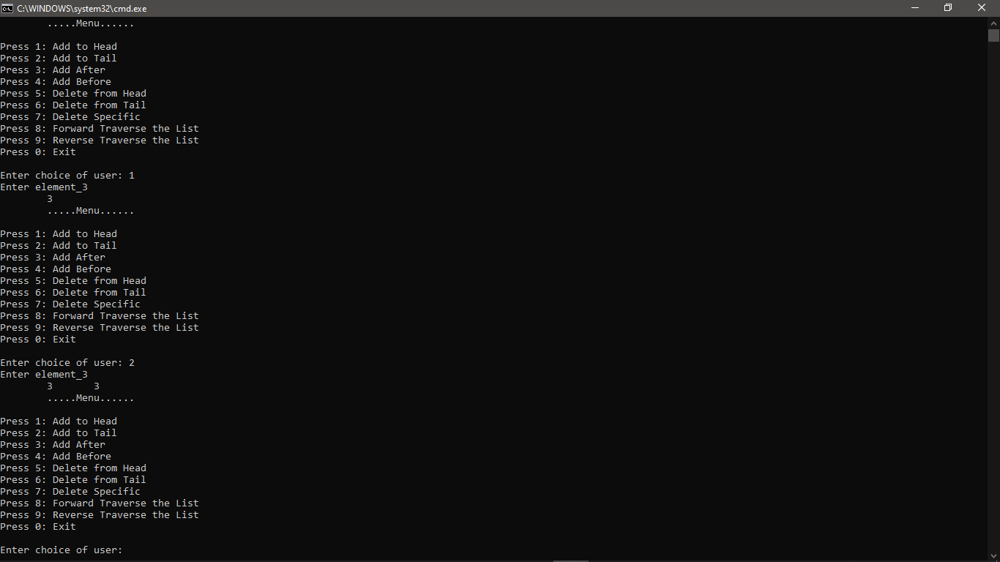 C:\WINDOWS\system32\cmd.exe
.....Menu......
Press 1: Add to Head
Press 2: Add to Tail
Press 3: Add After
Press 4: Add Before
Press 5: Delete from Head
Press 6: Delete from Tail
Press 7: Delete Specific
Press 8: Forward Traverse the List
Press 9: Reverse Traverse the List
Press 0: Exit
Enter choice of user: 1
Enter element_3
3
.....Menu......
Press 1: Add to Head
Press 2: Add to Tail
Press 3: Add After
Press 4: Add Before
Press 5: Delete from Head
Press 6: Delete from Tail
Press 7: Delete Specific
Press 8: Forward Traverse the List
Press 9: Reverse Traverse the List
Press 0: Exit
Enter choice of user: 2
Enter element_3
3 3
.....Menu......
Press 1: Add to Head
Press 2: Add to Tail
Press 3: Add After
Press 4: Add Before
Press 5: Delete from Head
Press 6: Delete from Tail
Press 7: Delete Specific
Press 8: Forward Traverse the List
Press 9: Reverse Traverse the List
Press 0: Exit
Enter choice of user: